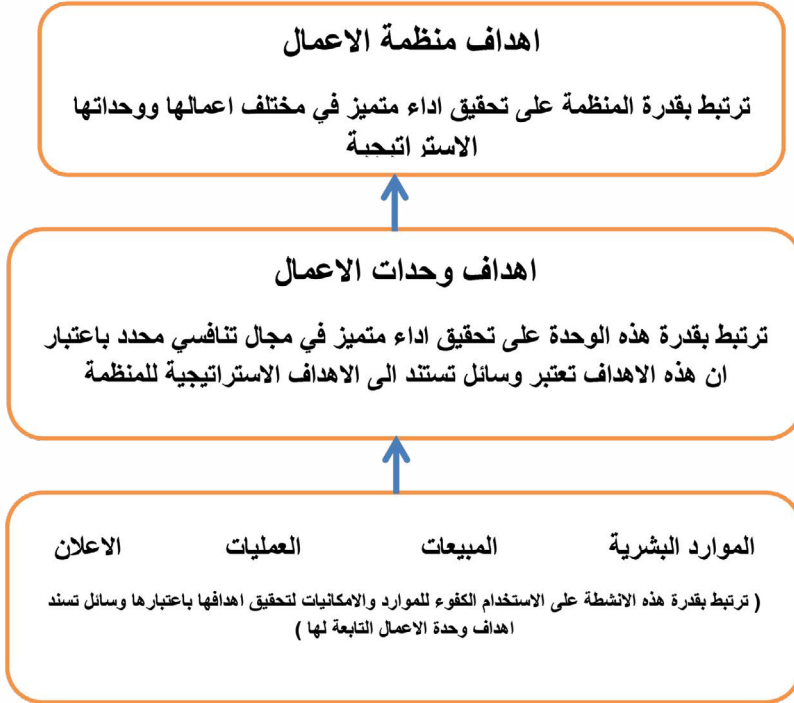 اهداف منظمة الاعمال
ترتبط بقدرة المنظمة على تحقيق اداء متميز في مختلف اعمالها ووحداتها
الاستراتيجية
اهداف وحدات الاعمال
ترتبط بقدرة هذه الوحدة على تحقيق اداء متميز في مجال تنافسي محدد باعتبار
ان هذه الاهداف تعتبر وسائل تستند الى الاهداف الاستراتيجية للمنظمة
الموارد البشرية المبيعات العمليات الاعلان
( ترتبط بقدرة هذه الانشطة على الاستخدام الكفوء للموارد والامكانيات لتحقيق اهدافها باعتبارها وسائل تسند
اهداف وحدة الاعمال التابعة لها )